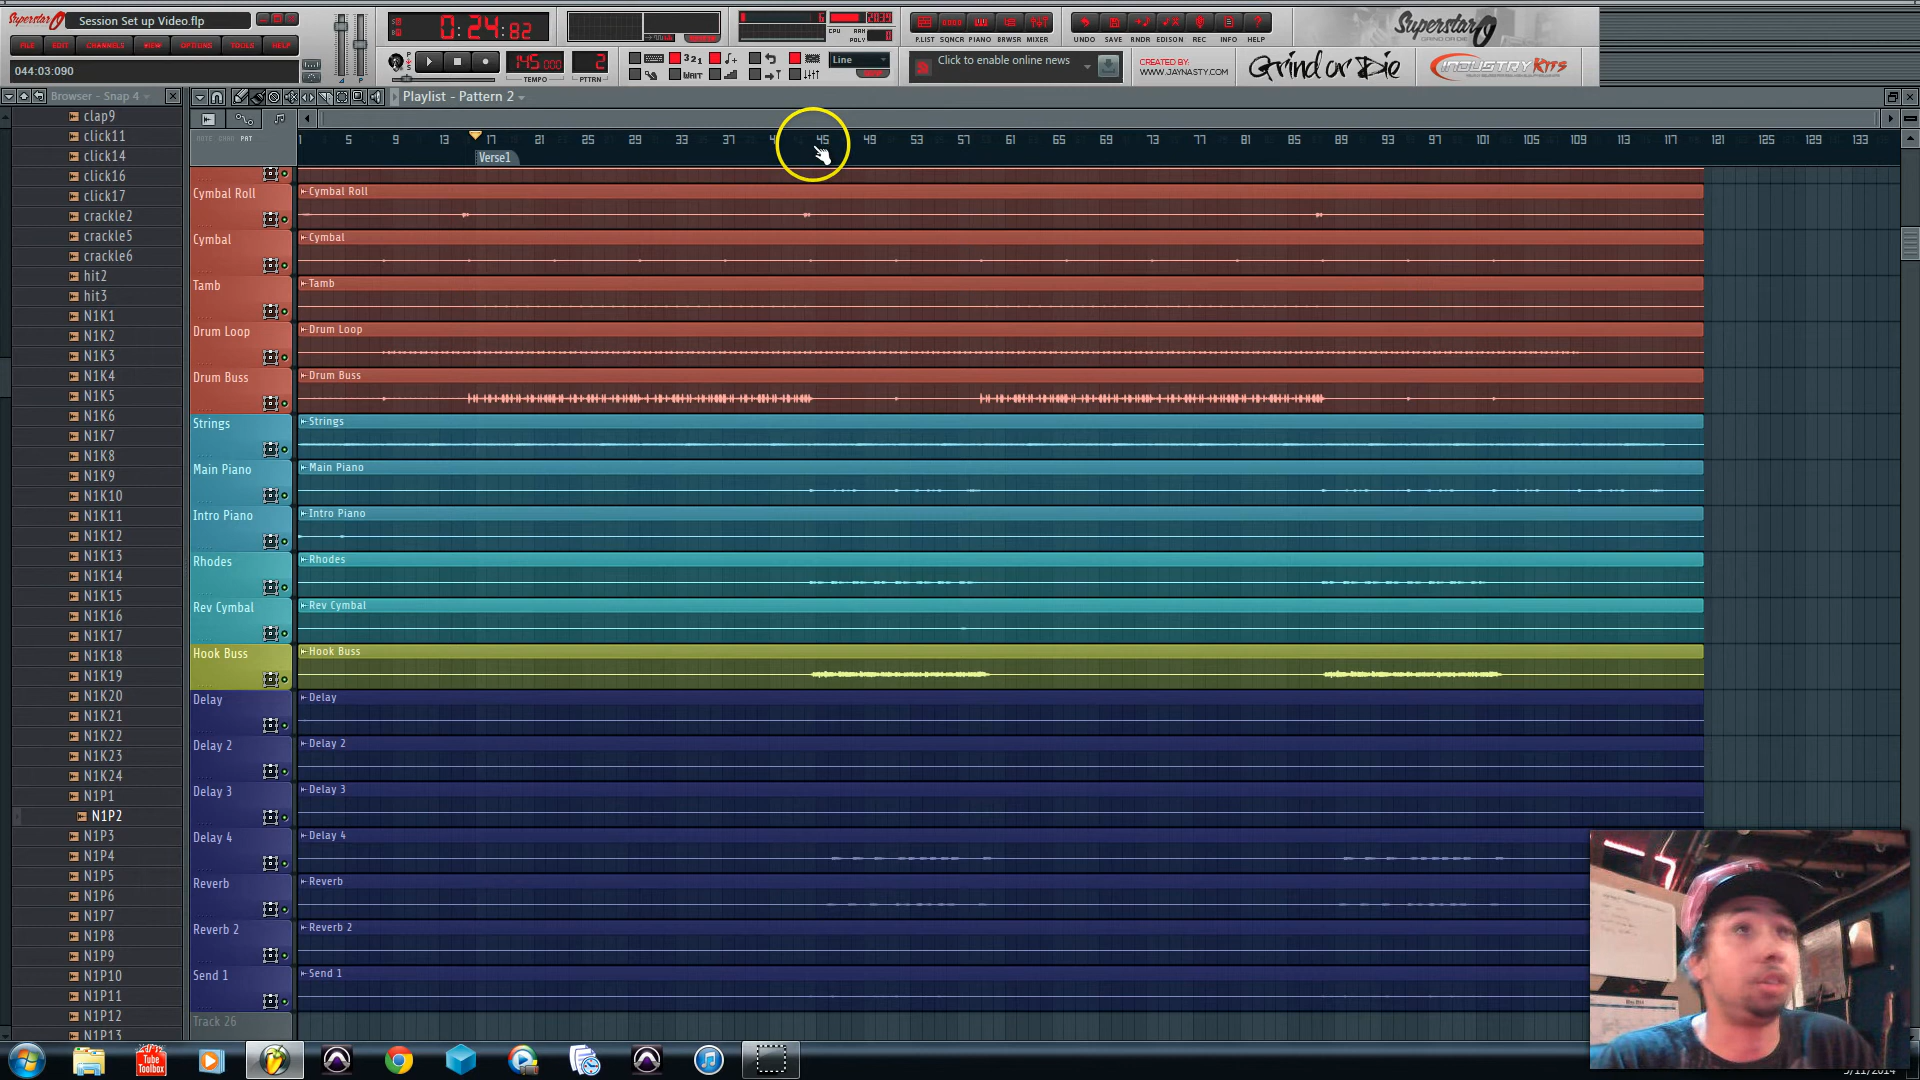 Superstar O
Session Set up Video.flp
FILE EDIT CHANNELS VIEW OPTIONS TOOLS HELP
044:03:090
0:24:82
145.000
TEMPO
2
PTTRN
6
CPU
RAM
POLY
321
WAIT
Line
P.LIST SQNCR PIANO BRWSR MIXER
UNDO SAVE RNDR EDISON REC INFO HELP
Click to enable online news
Superstar O
CREATED BY:
WWW.JAYNASTY.COM
Grind or Die
INDUSTRY KITS
Browser - Snap 4
Playlist - Pattern 2
NOTE CHAN PAT
1 5 9 13 17 21 25 29 33 37 45 49 53 57 61 65 69 73 77 81 85 89 93 97 101 105 109 113 117 121 125 129 133
Verse1
clap9
click11
click14
click16
click17
crackle2
crackle5
crackle6
hit2
hit3
N1K1
N1K2
N1K3
N1K4
N1K5
N1K6
N1K7
N1K8
N1K9
N1K10
N1K11
N1K12
N1K13
N1K14
N1K15
N1K16
N1K17
N1K18
N1K19
N1K20
N1K21
N1K22
N1K23
N1K24
N1P1
N1P2
N1P3
N1P4
N1P5
N1P6
N1P7
N1P8
N1P9
N1P10
N1P11
N1P12
N1P13
Cymbal Roll Cymbal Roll
Cymbal Cymbal
Tamb Tamb
Drum Loop Drum Loop
Drum Buss Drum Buss
Strings Strings
Main Piano Main Piano
Intro Piano Intro Piano
Rhodes Rhodes
Rev Cymbal Rev Cymbal
Hook Buss Hook Buss
Delay Delay
Delay 2 Delay 2
Delay 3 Delay 3
Delay 4 Delay 4
Reverb Reverb
Reverb 2 Reverb 2
Send 1 Send 1
Track 26
Tube
Toolbox